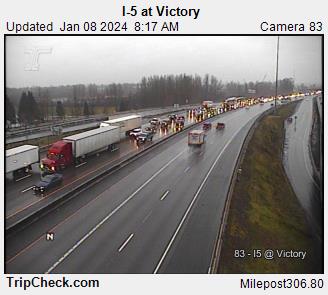 I-5 at Victory
Updated Jan 08 2024 8:17 AM
Camera 83
N
83 - I5 @ Victory
TripCheck.com
Milepost306.80